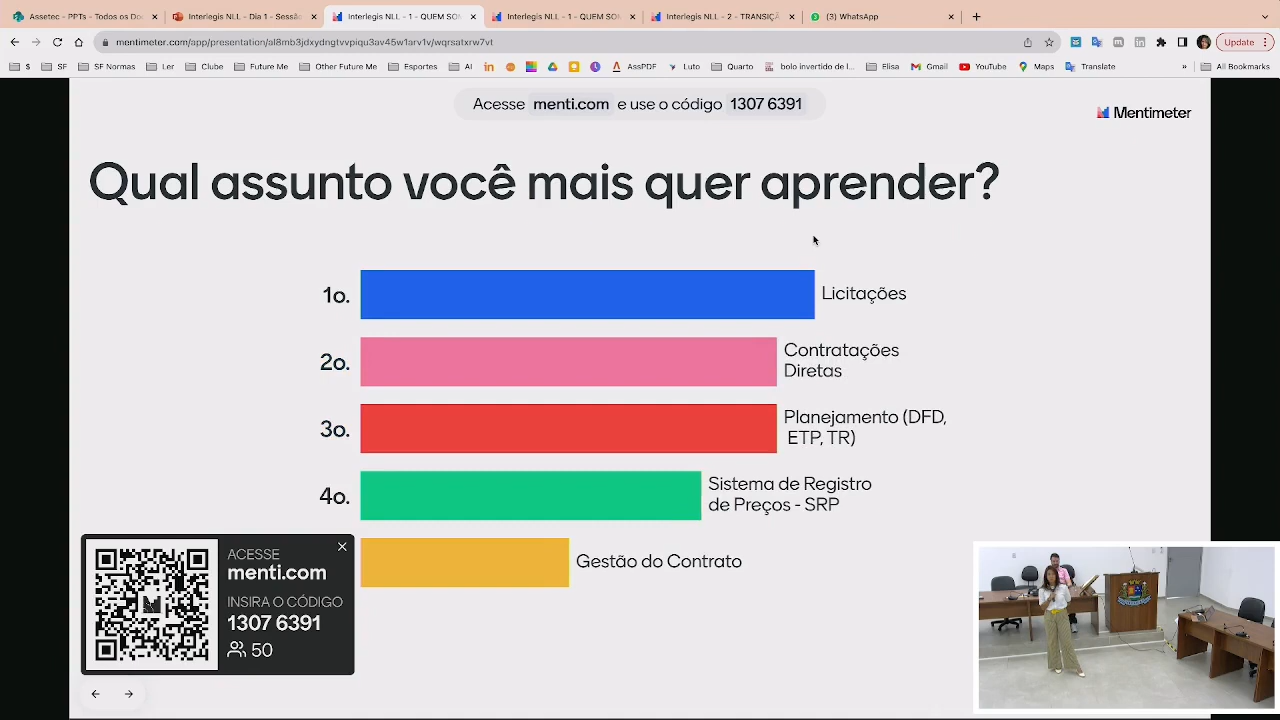 Assetec - PPTs - Todos os Do
Interlegis NLL - Dia 1 - Sessão
Interlegis NLL - 1 - QUEM SOM
Interlegis NLL - 1 - QUEM SOM
Interlegis NLL - 2 - TRANSIÇÃ
(3) WhatsApp
mentimeter.com/app/presentation/al8mb3jdxydngtvvpiqu3av45w1arv1v/wqrsatxrw7vt
Update
$ SF SF Normas Ler Clube Future Me Other Future Me Esportes AI AssPDF Luto Quarto bolo invertido de l... Elisa Gmail YouTube Maps Translate » All Bookmarks
Acesse menti.com e use o código 1307 6391
Mentimeter
Qual assunto você mais quer aprender?
1o. Licitações
2o. Contratações
Diretas
3o. Planejamento (DFD,
ETP, TR)
4o. Sistema de Registro
de Preços - SRP
Gestão do Contrato
ACESSE
menti.com
INSIRA O CÓDIGO
1307 6391
50